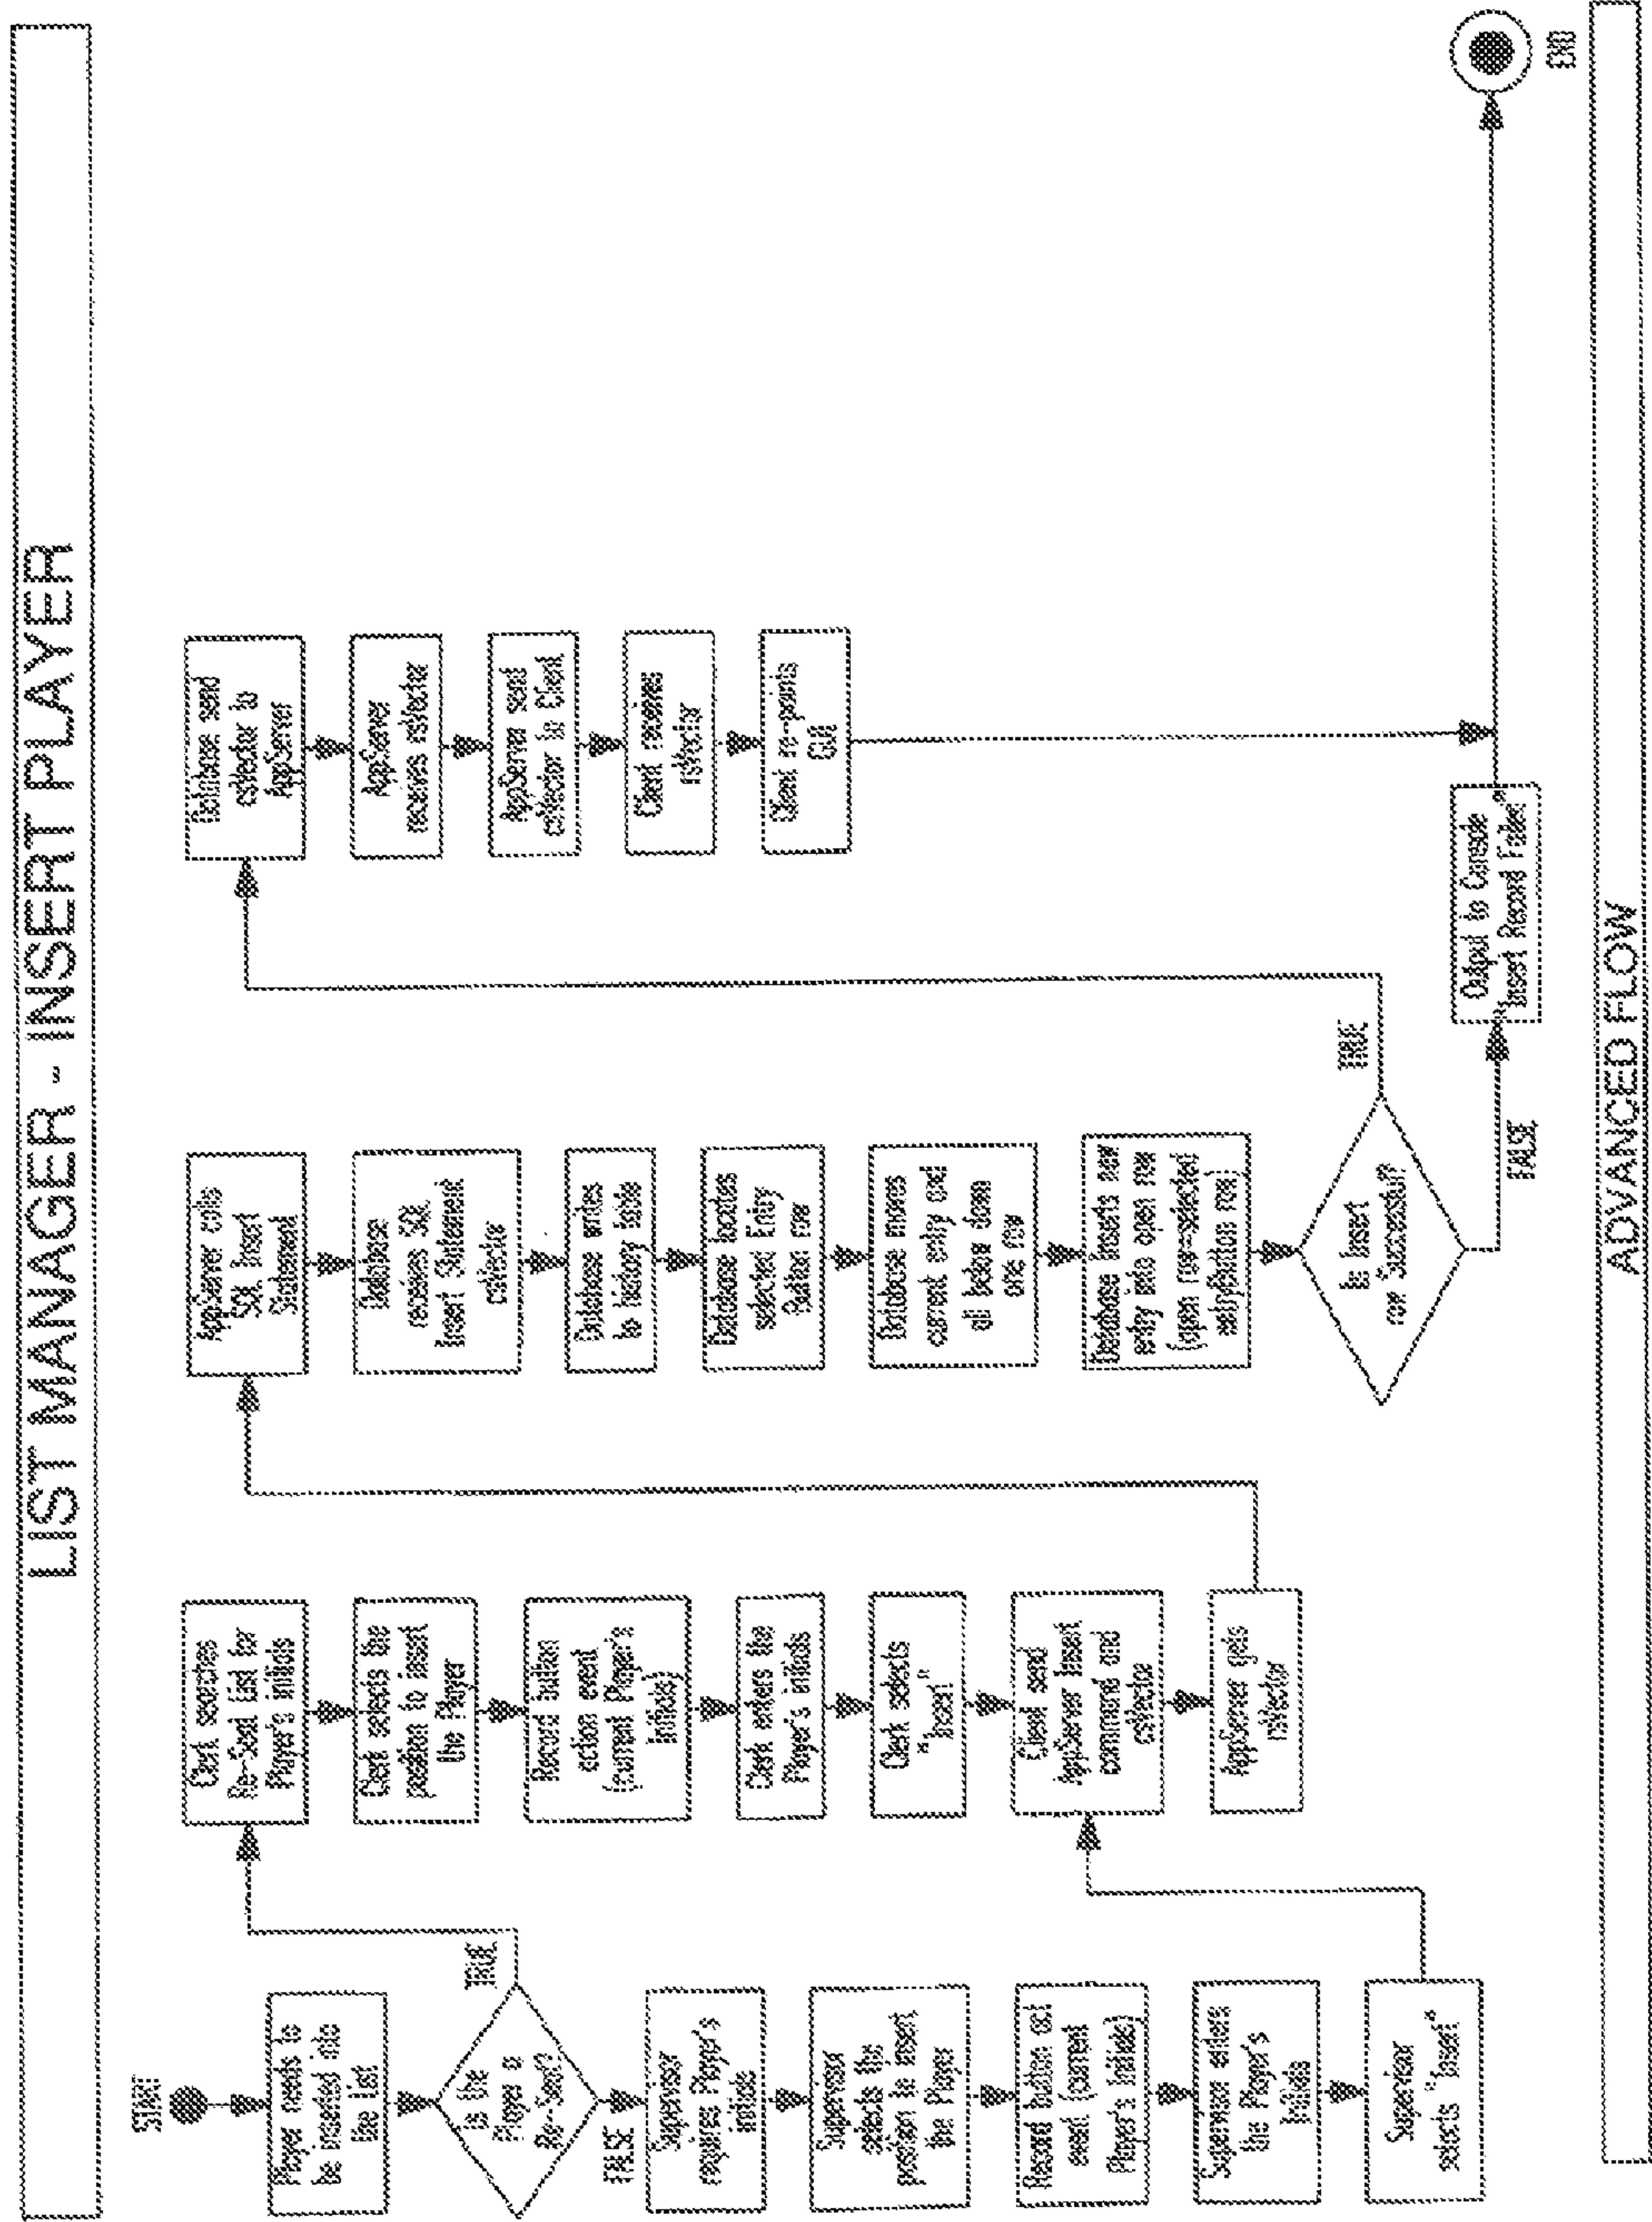 LIST MANAGER - INSERT PLAYER
START
Player needs to
be inserted into
the List
Is the
Player a
Re-Seat?
TRUE
FALSE
Supervisor
requires Player's
initials
Supervisor
selects the
position to insert
the Player
Record button act
event (current
Player's initials)
Supervisor enters
the Player's
Initials
Supervisor
selects "Insert"
Clerk searches
Re-Seat List for
Player's initials
Clerk selects the
position to insert
the Player
Record button
action event
(current Player's
initials)
Clerk enters the
Player's initials
Clerk selects
"Insert"
Client send
AppServer Insert
command and
csVector
AppServer gets
rsVector
AppServer calls
SQL Insert
Statement
Database
receives SQL
Insert Statement
csVector
Database writes
to history table
Database locates
selected Entry
Button row
Database moves
current entry and
all below down
one row
Database inserts new
entry into open row
(open row=selected
entryButton row)
Is Insert
row Successful?
TRUE
FALSE
Output to Console
"Insert Record Failed"
Database send
csVector to
AppServer
AppServer
receives rsVector
AppServer send
csVector to Client
Client receives
rsVector
Client re-paints
GUI
END
ADVANCED FLOW